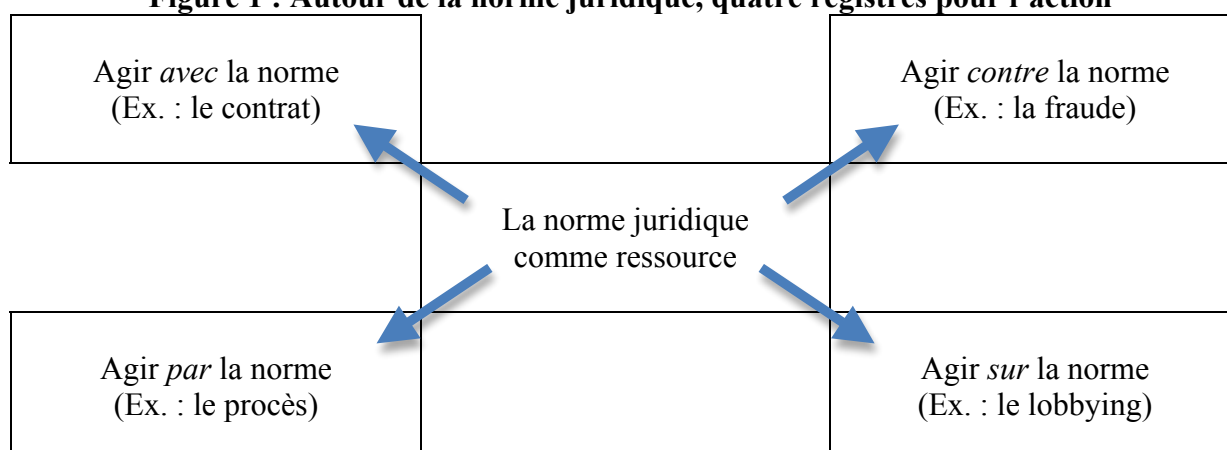 Figure 1 : Autour de la norme juridique, quatre registres pour l'action
Agir avec la norme
(Ex. : le contrat)
Agir contre la norme
(Ex. : la fraude)
La norme juridique
comme ressource
Agir par la norme
(Ex. : le procès)
Agir sur la norme
(Ex. : le lobbying)